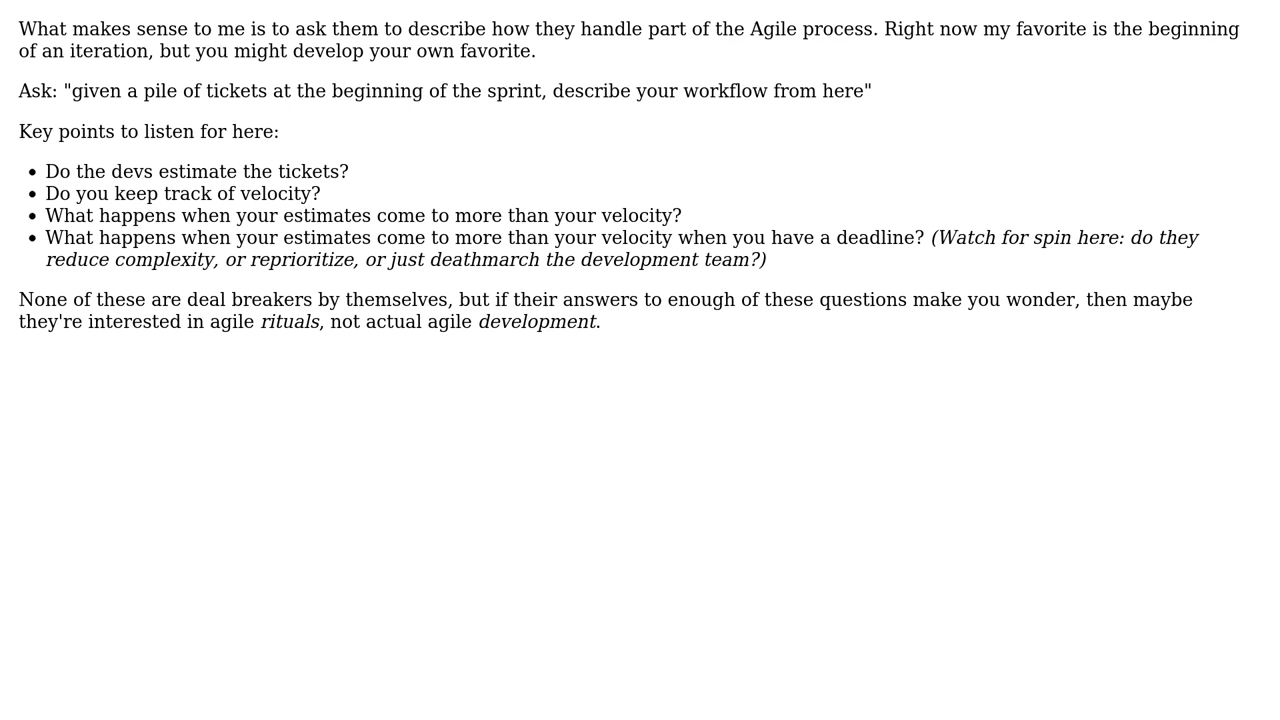 What makes sense to me is to ask them to describe how they handle part of the Agile process. Right now my favorite is the beginning
of an iteration, but you might develop your own favorite.
Ask: "given a pile of tickets at the beginning of the sprint, describe your workflow from here"
Key points to listen for here:
• Do the devs estimate the tickets?
• Do you keep track of velocity?
• What happens when your estimates come to more than your velocity?
• What happens when your estimates come to more than your velocity when you have a deadline? (Watch for spin here: do they
reduce complexity, or reprioritize, or just deathmarch the development team?)
None of these are deal breakers by themselves, but if their answers to enough of these questions make you wonder, then maybe
they're interested in agile rituals, not actual agile development.